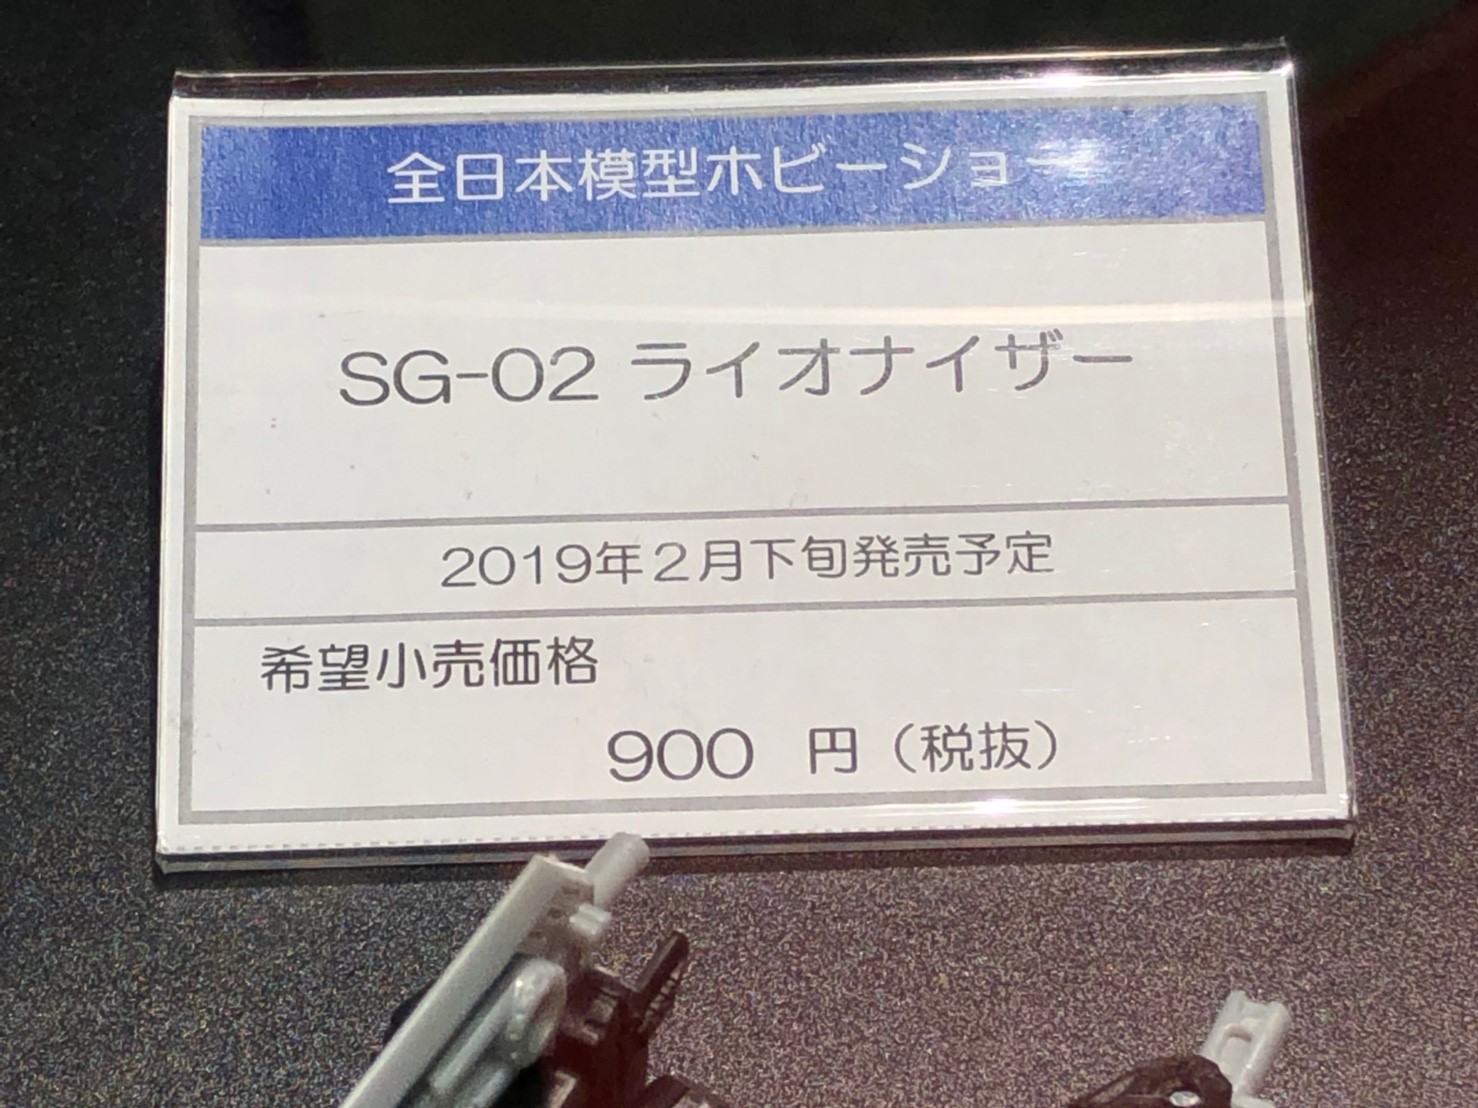 全日本模型ホビーショー
SG-02 ライオナイザー
2019年2月下旬発売予定
希望小売価格
900 円（税抜）